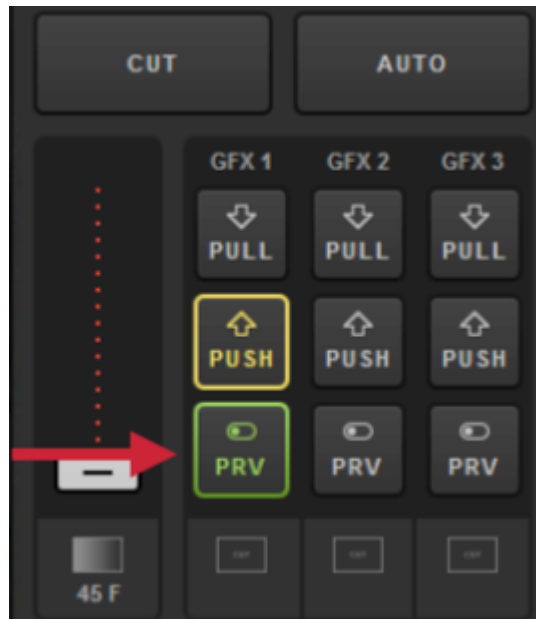 CUT AUTO
GFX 1 GFX 2 GFX 3
PULL PULL PULL
PUSH PUSH PUSH
PRV PRV PRV
45 F